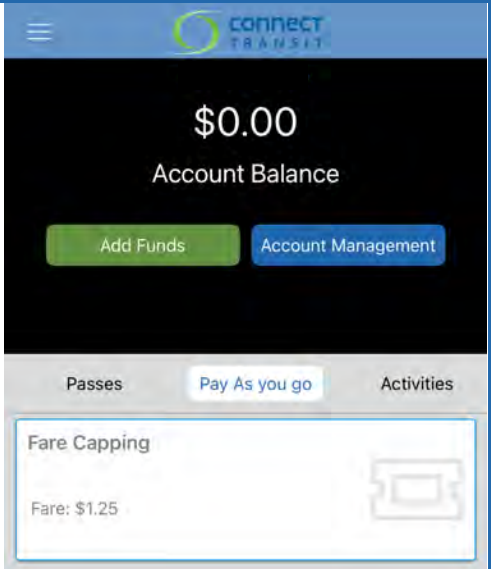 connect
TRANSIT
$0.00
Account Balance
Add Funds Account Management
Passes Pay As you go Activities
Fare Capping
Fare: $1.25